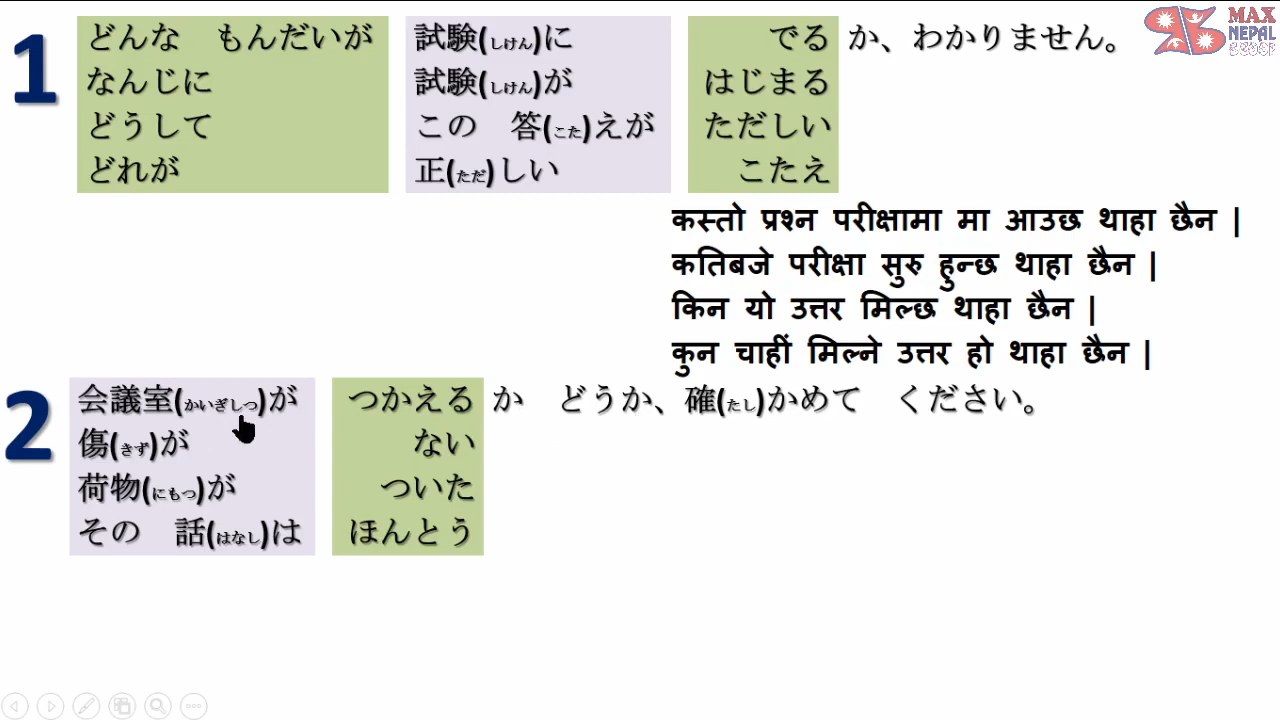 1
どんな　もんだいが　試験(しけん)に　でる　か、わかりません。
なんじに　試験(しけん)が　はじまる
どうして　この　答(こた)えが　ただしい
どれが　正(ただ)しい　こたえ
कस्तो प्रश्न परीक्षामा मा आउछ थाहा छैन |
कतिबजे परीक्षा सुरु हुन्छ थाहा छैन |
किन यो उत्तर मिल्छ थाहा छैन |
कुन चाहीं मिल्ने उत्तर हो थाहा छैन |
2
会議室(かいぎしつ)が　つかえる　か　どうか、確(たし)かめて　ください。
傷(きず)が　ない
荷物(にもつ)が　ついた
その　話(はなし)は　ほんとう
MAX
NEPAL